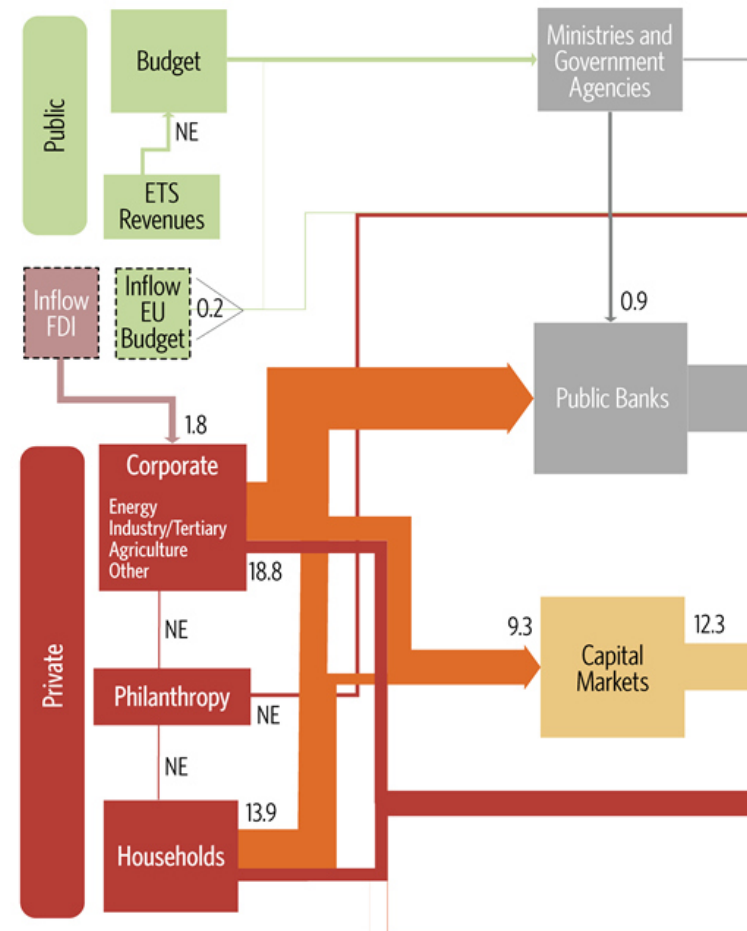 Public
Budget
NE
ETS
Revenues
Ministries and
Government
Agencies
Inflow
FDI
Inflow
EU
Budget
0.2
0.9
Public Banks
1.8
Private
Corporate
Energy
Industry/Tertiary
Agriculture
Other
18.8
NE
Philanthropy
NE
NE
13.9
Households
9.3
Capital
Markets
12.3